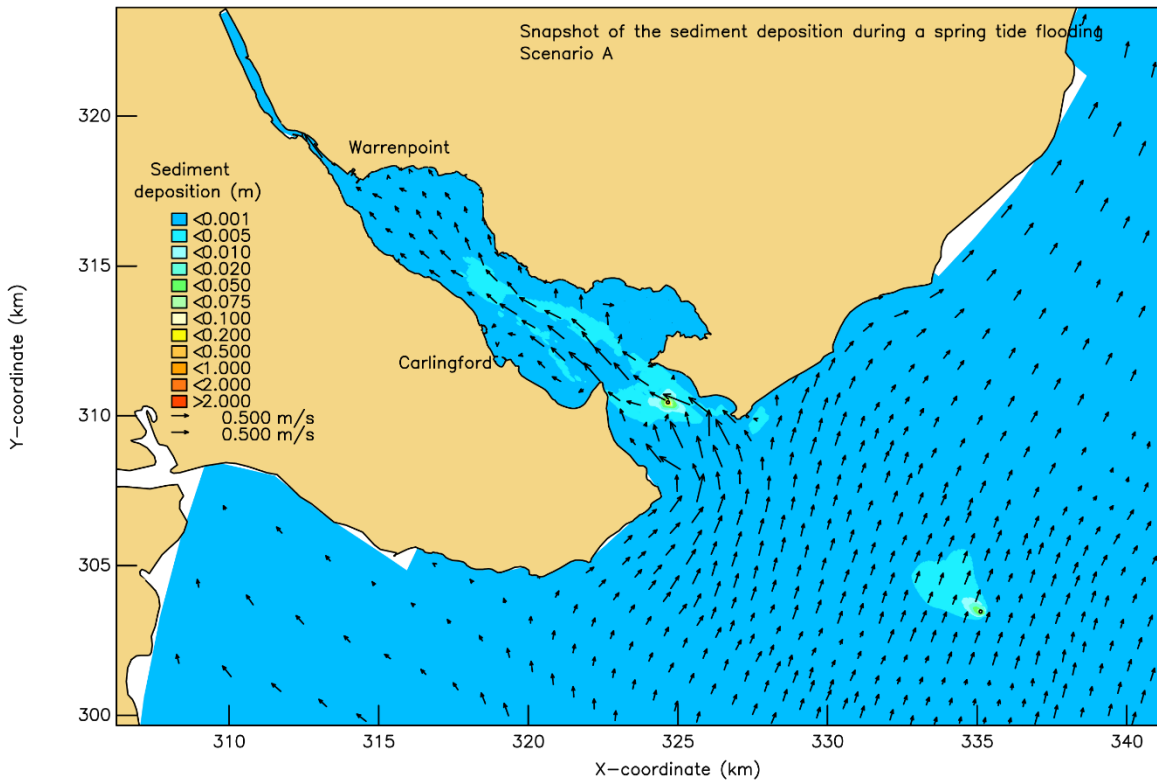 Snapshot of the sediment deposition during a spring tide flooding
Scenario A
320
Warrenpoint
Sediment
deposition (m)
<0.001
<0.005
<0.010
<0.020
<0.050
<0.075
<0.100
<0.200
<0.500
<1.000
<2.000
>2.000
0.500 m/s
0.500 m/s
315
Carlingford
310
305
300
Y-coordinate (km)
310 315 320 325 330 335 340
X-coordinate (km)